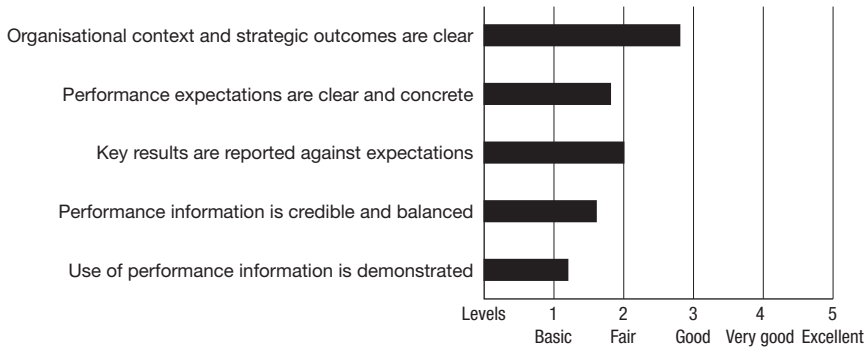 Organisational context and strategic outcomes are clear
Performance expectations are clear and concrete
Key results are reported against expectations
Performance information is credible and balanced
Use of performance information is demonstrated
Levels 1 2 3 4 5
Basic Fair Good Very good Excellent